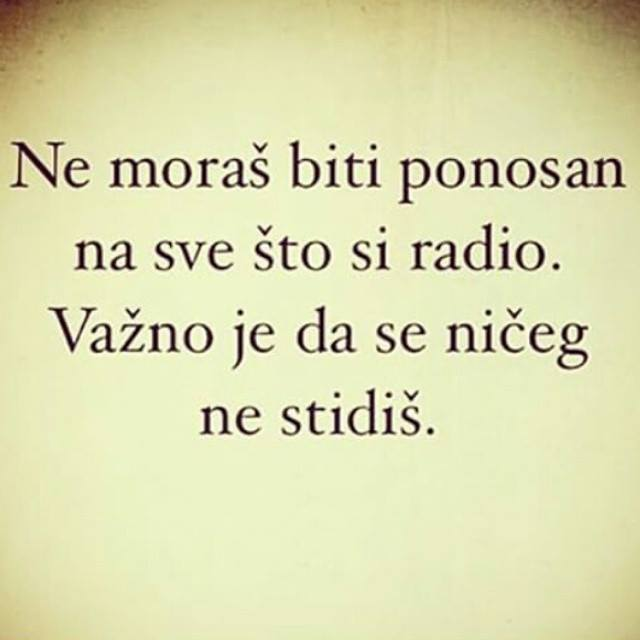 Ne moraš biti ponosan
na sve što si radio.
Važno je da se ničeg
ne stidiš.